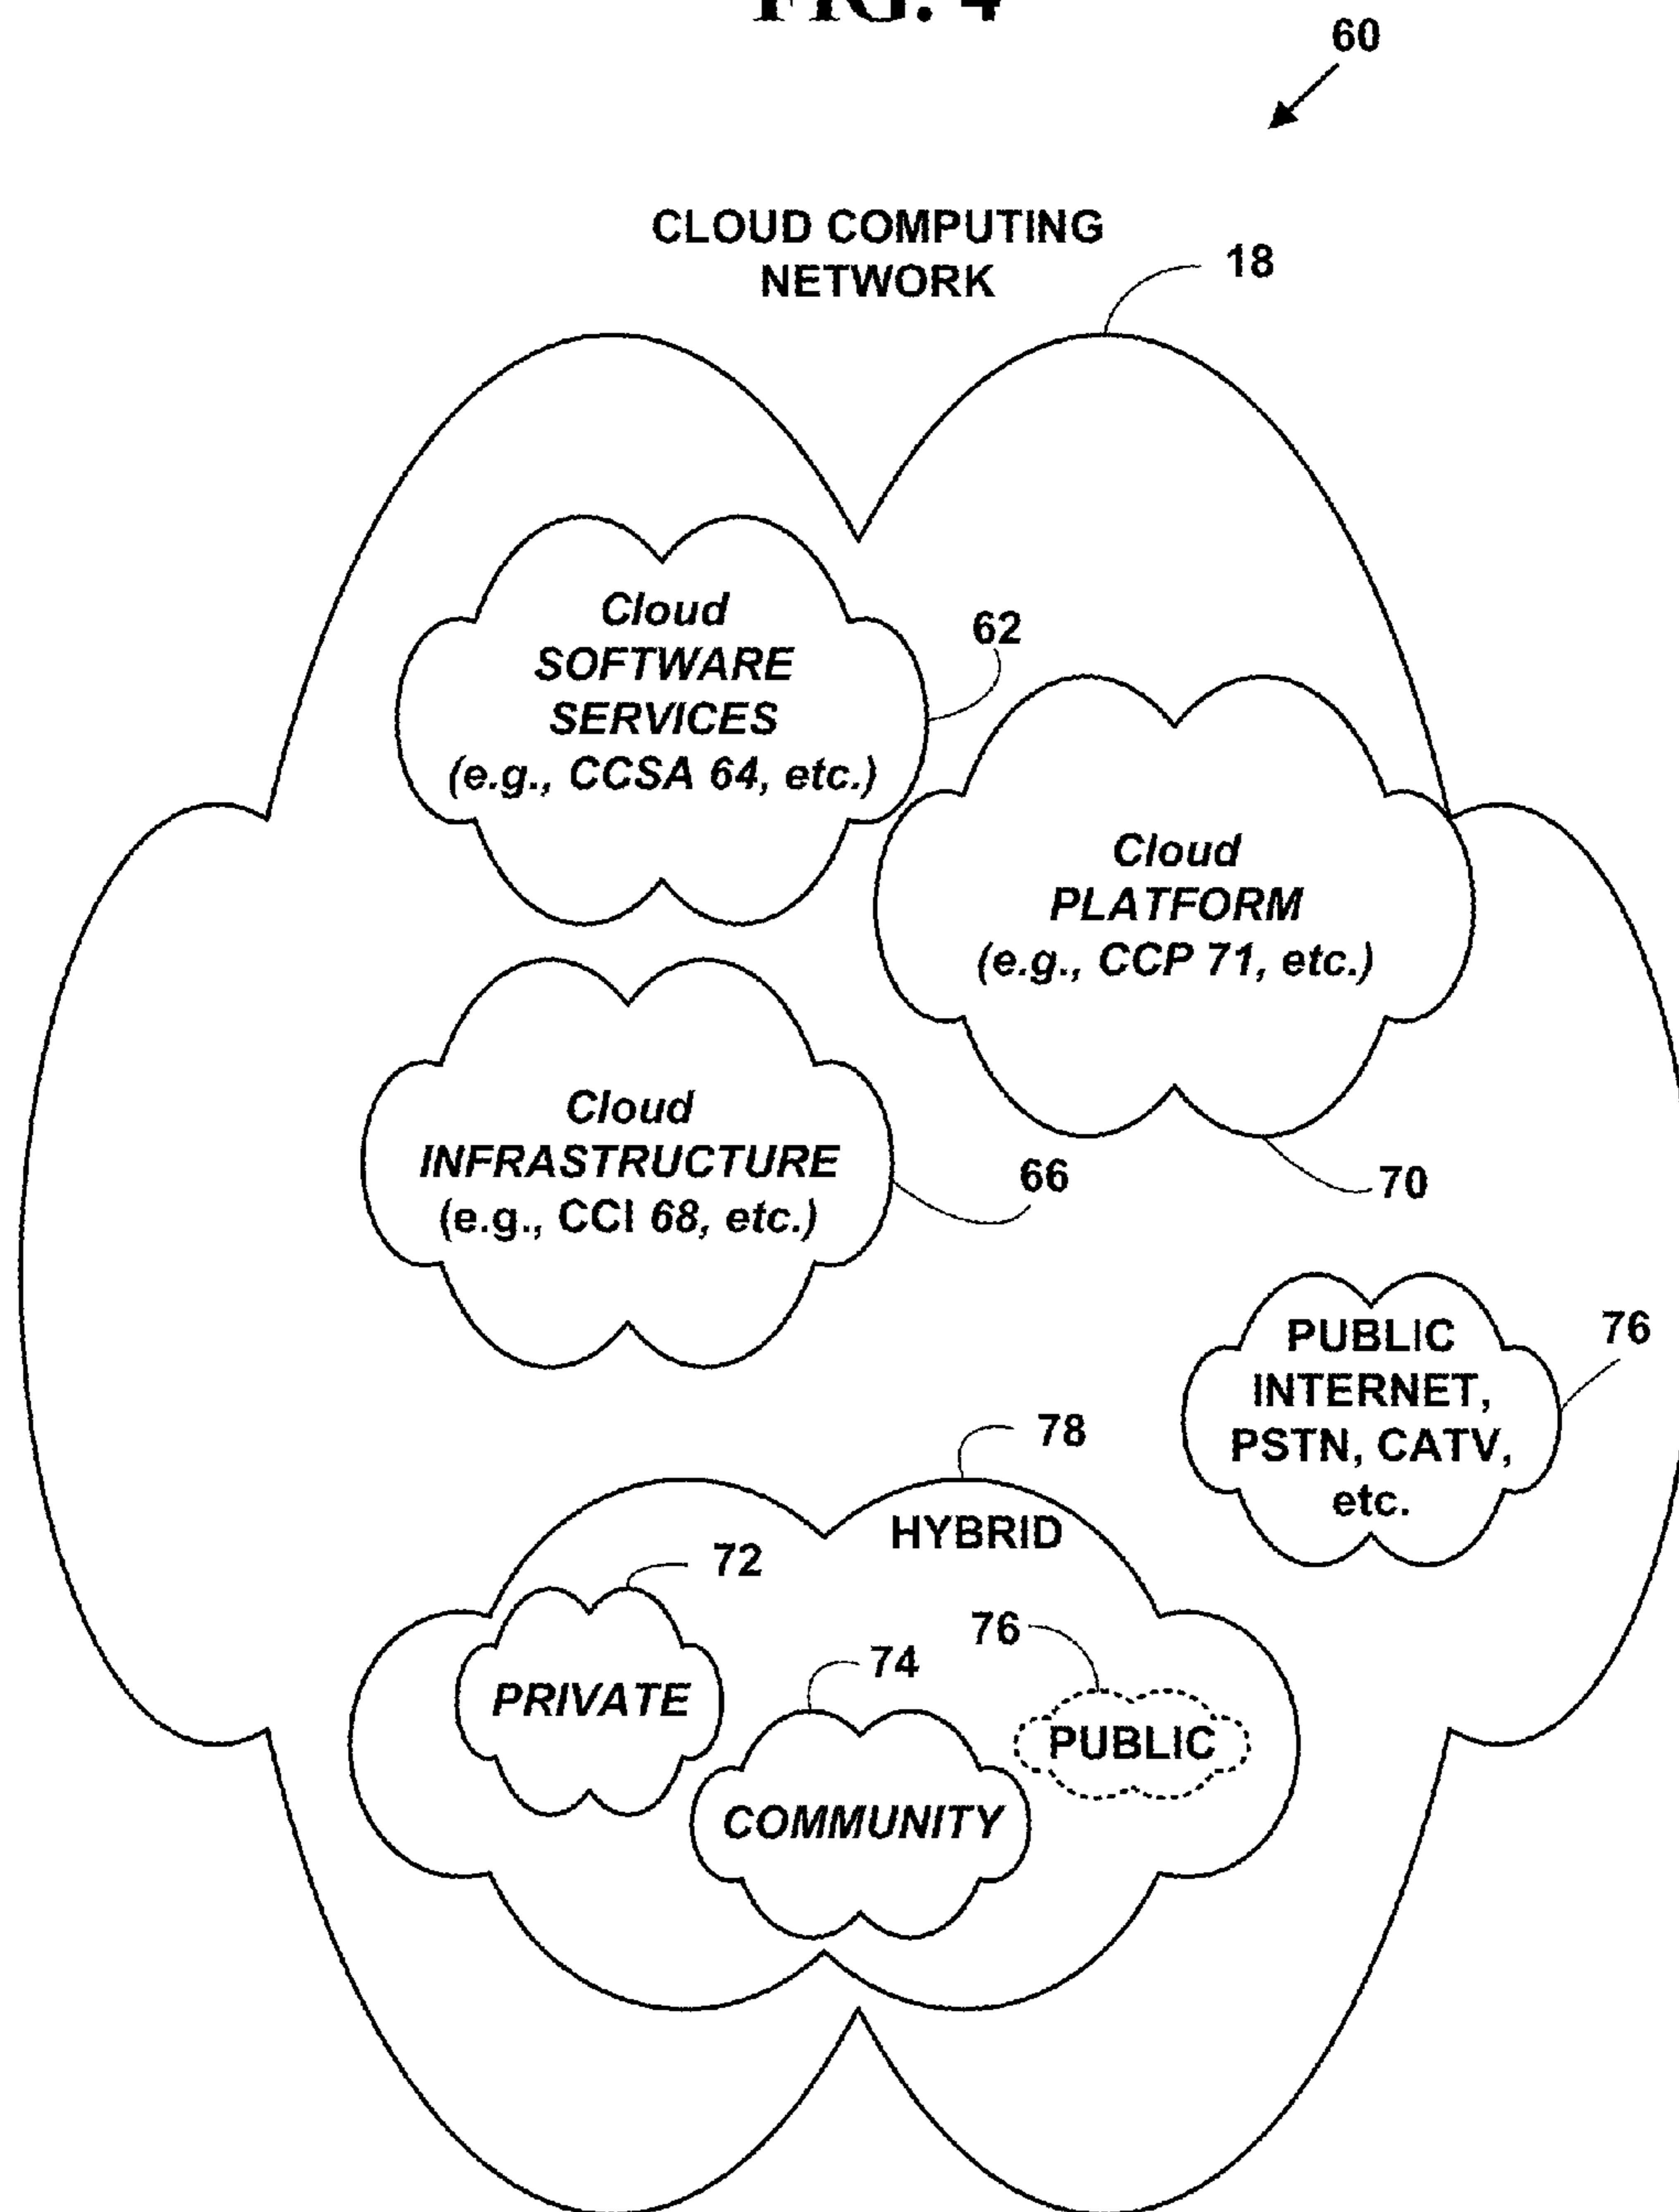 FIG. 4
60
CLOUD COMPUTING
NETWORK
18
Cloud
SOFTWARE
SERVICES
(e.g., CCSA 64, etc.)
62
Cloud
PLATFORM
(e.g., CCP 71, etc.)
70
Cloud
INFRASTRUCTURE
(e.g., CCI 68, etc.)
66
PUBLIC
INTERNET,
PSTN, CATV,
etc.
76
78
HYBRID
72
PRIVATE
74
COMMUNITY
76
PUBLIC